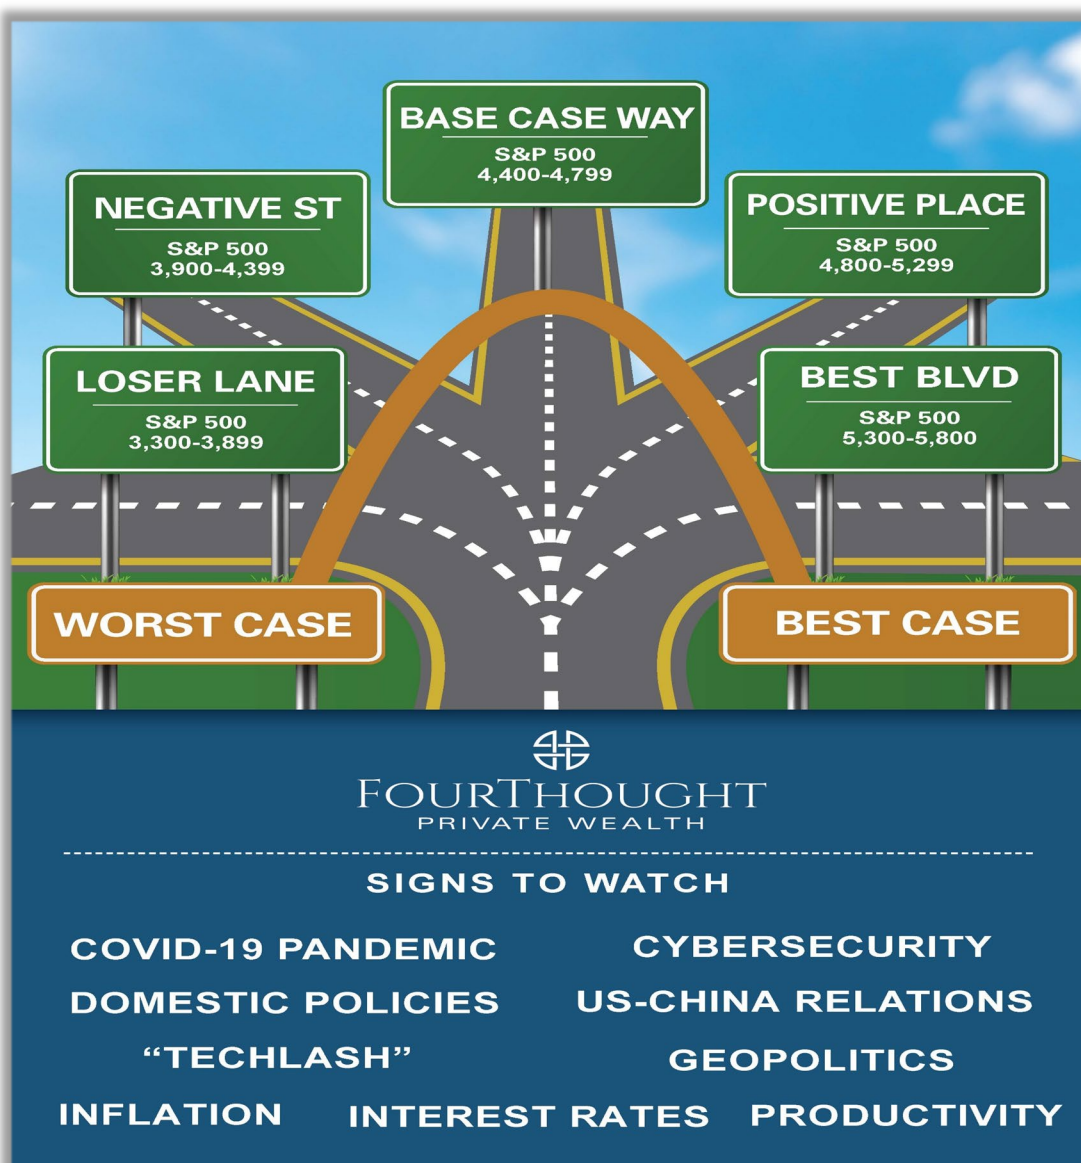 BASE CASE WAY
S&P 500
4,400-4,799
NEGATIVE ST
S&P 500
3,900-4,399
POSITIVE PLACE
S&P 500
4,800-5,299
LOSER LANE
S&P 500
3,300-3,899
BEST BLVD
S&P 500
5,300-5,800
WORST CASE
BEST CASE
FOURTHOUGHT
PRIVATE WEALTH
SIGNS TO WATCH
COVID-19 PANDEMIC
CYBERSECURITY
DOMESTIC POLICIES
US-CHINA RELATIONS
“TECHLASH”
GEOPOLITICS
INFLATION
INTEREST RATES
PRODUCTIVITY